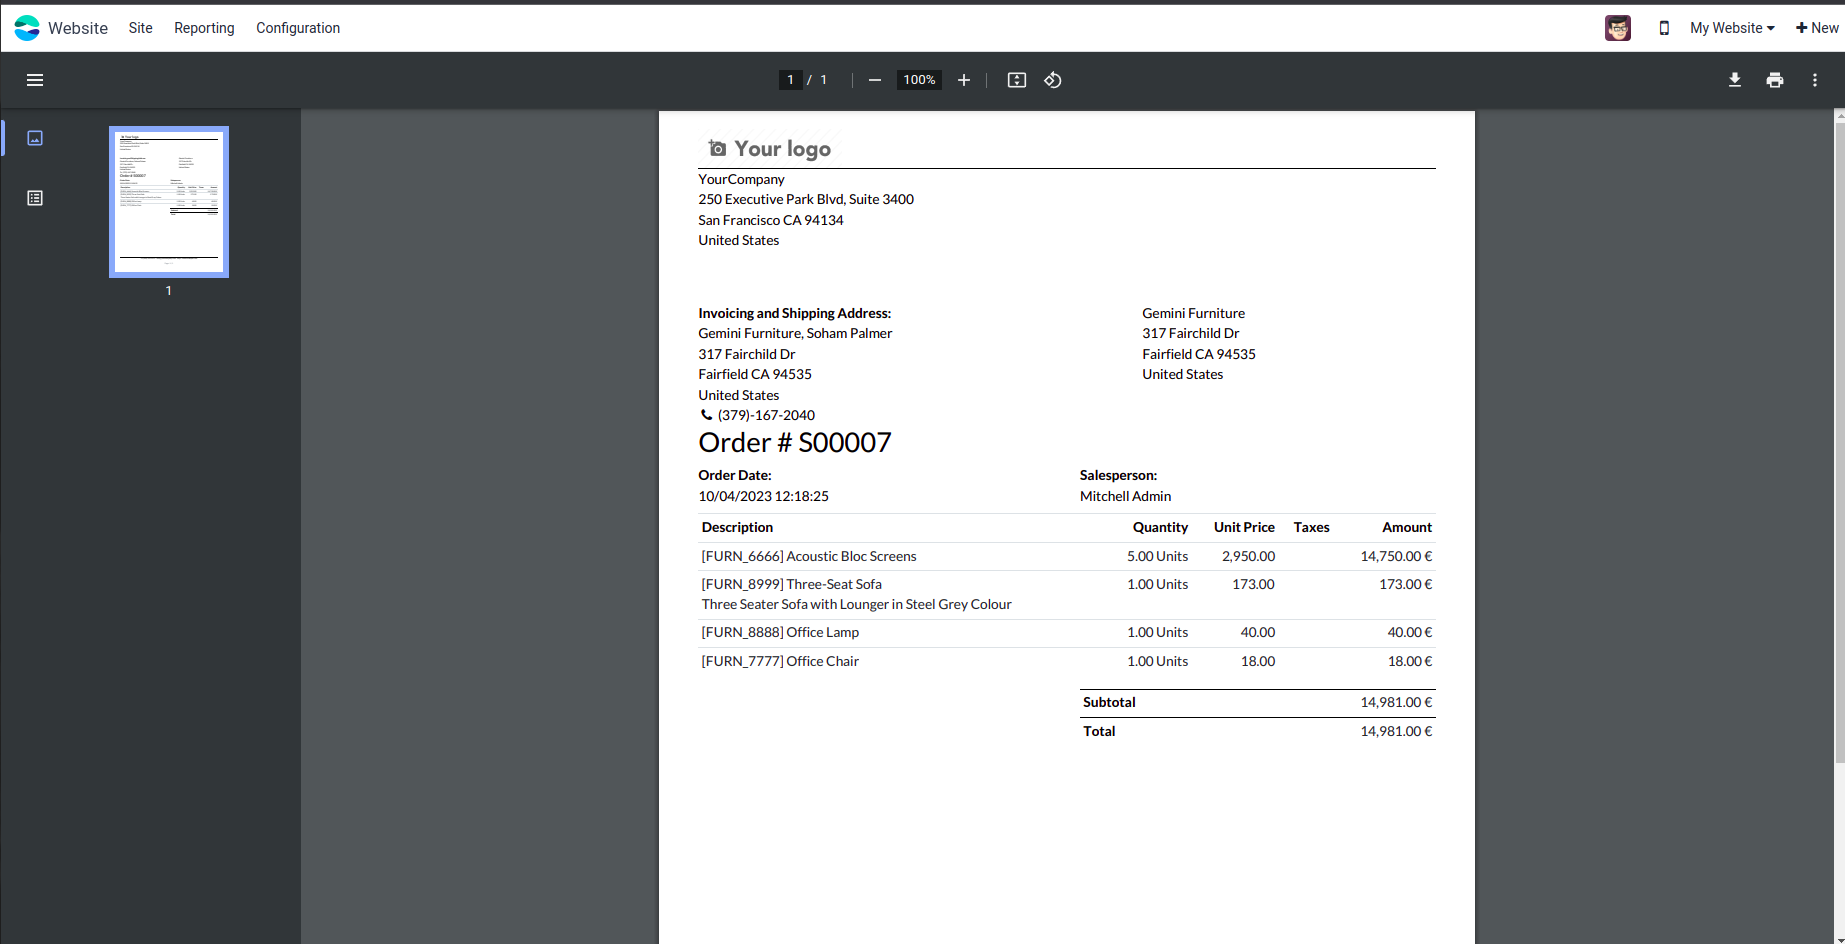 Website Site Reporting Configuration My Website New
1 / 1 100%
1
Your logo
YourCompany
250 Executive Park Blvd, Suite 3400
San Francisco CA 94134
United States
Invoicing and Shipping Address:
Gemini Furniture, Soham Palmer
317 Fairchild Dr
Fairfield CA 94535
United States
(379)-167-2040
Gemini Furniture
317 Fairchild Dr
Fairfield CA 94535
United States
Order # S00007
Order Date:
10/04/2023 12:18:25
Salesperson:
Mitchell Admin
Description Quantity Unit Price Taxes Amount
[FURN_6666] Acoustic Bloc Screens 5.00 Units 2,950.00 14,750.00 €
[FURN_8999] Three-Seat Sofa 1.00 Units 173.00 173.00 €
Three Seater Sofa with Lounger in Steel Grey Colour
[FURN_8888] Office Lamp 1.00 Units 40.00 40.00 €
[FURN_7777] Office Chair 1.00 Units 18.00 18.00 €
Subtotal 14,981.00 €
Total 14,981.00 €